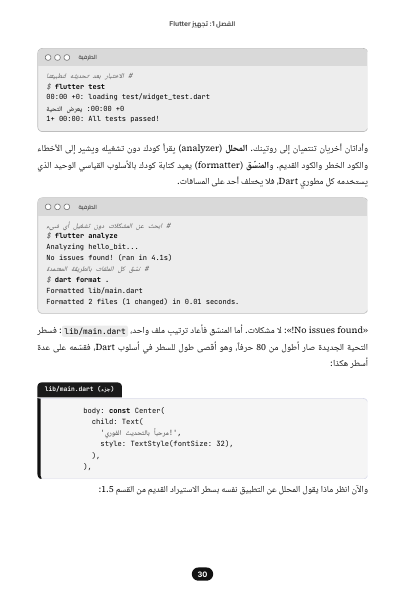 الفصل 1: تجهيز Flutter
الطرفية
# الاختبار بعد تحديثه لتطبيقنا
$ flutter test
00:00 +0: loading test/widget_test.dart
00:00 +0: يعرض التحية
00:00 +1: All tests passed!
وأداتان أخريان تنتميان إلى روتينك. المحلل (analyzer) يقرأ كودك دون تشغيله ويشير إلى الأخطاء
والكود الخطر والكود القديم. والمنسّق (formatter) يعيد كتابة كودك بالأسلوب القياسي الوحيد الذي
يستخدمه كل مطوري Dart، فلا يختلف أحد على المسافات.
الطرفية
# ابحث عن المشكلات دون تشغيل أي شيء
$ flutter analyze
Analyzing hello_bit...
No issues found! (ran in 4.1s)
# نسّق كل الملفات بالطريقة المعتمدة
$ dart format .
Formatted lib/main.dart
Formatted 2 files (1 changed) in 0.01 seconds.
«No issues found!»: لا مشكلات. أما المنسّق فأعاد ترتيب ملف واحد، lib/main.dart: فسطر
التحية الجديدة صار أطول من 80 حرفاً، وهو أقصى طول للسطر في أسلوب Dart، فقسّمه على عدة
أسطر هكذا:
lib/main.dart (جزء)
body: const Center(
child: Text(
'مرحباً بالتحديث الفوري!',
style: TextStyle(fontSize: 32),
),
),
والآن انظر ماذا يقول المحلل عن التطبيق نفسه بسطر الاستيراد القديم من القسم 1.5:
30